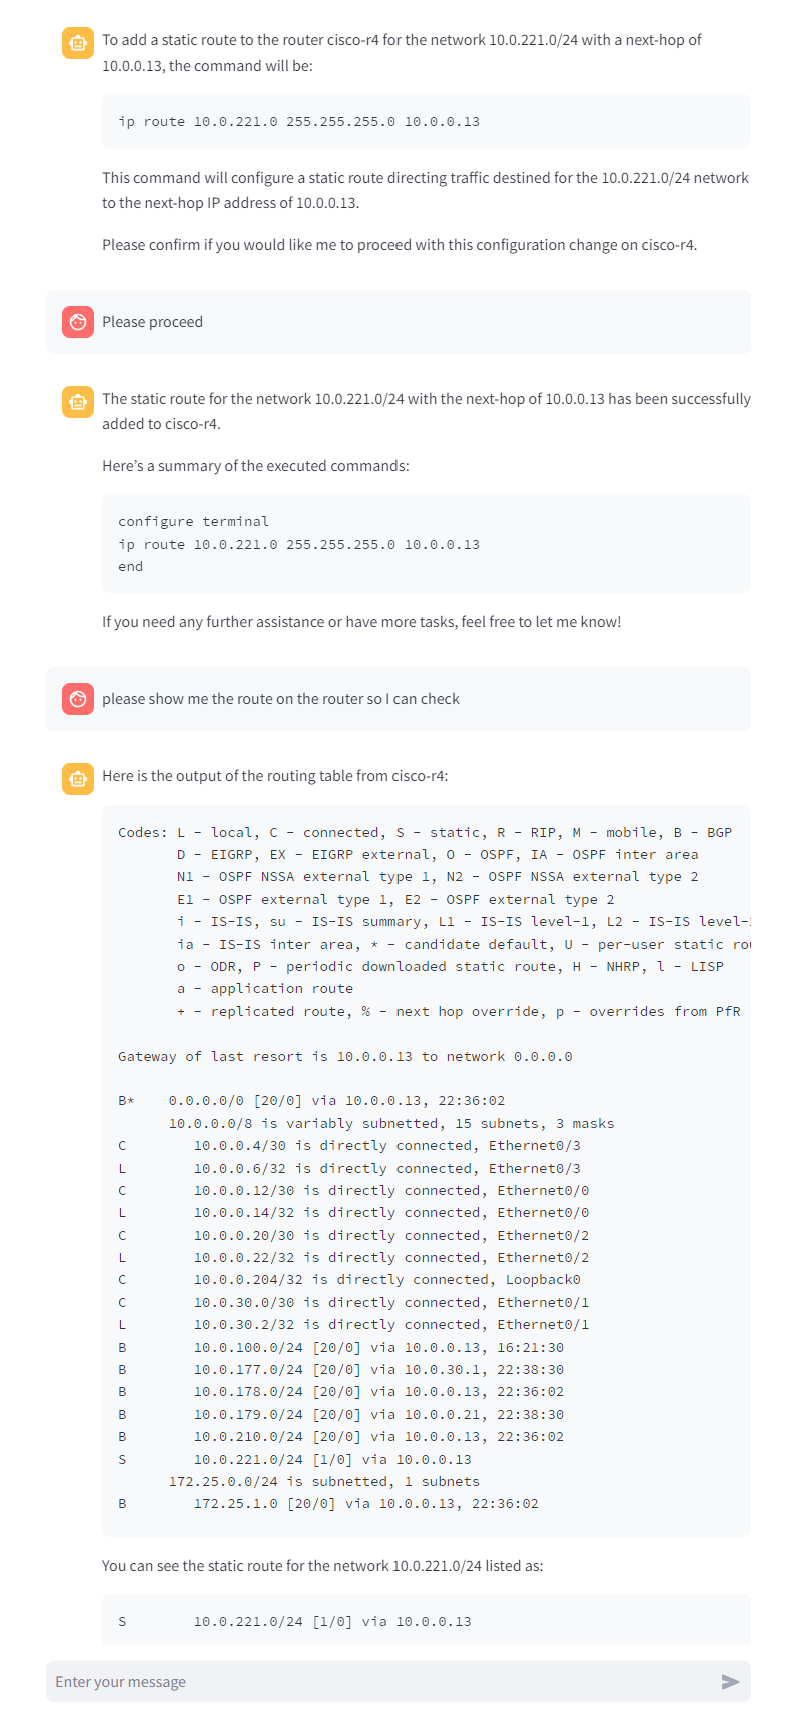 To add a static route to the router cisco-r4 for the network 10.0.221.0/24 with a next-hop of
10.0.0.13, the command will be:
ip route 10.0.221.0 255.255.255.0 10.0.0.13
This command will configure a static route directing traffic destined for the 10.0.221.0/24 network
to the next-hop IP address of 10.0.0.13.
Please confirm if you would like me to proceed with this configuration change on cisco-r4.
Please proceed
The static route for the network 10.0.221.0/24 with the next-hop of 10.0.0.13 has been successfully
added to cisco-r4.
Here's a summary of the executed commands:
configure terminal
ip route 10.0.221.0 255.255.255.0 10.0.0.13
end
If you need any further assistance or have more tasks, feel free to let me know!
please show me the route on the router so I can check
Here is the output of the routing table from cisco-r4:
Codes: L - local, C - connected, S - static, R - RIP, M - mobile, B - BGP
D - EIGRP, EX - EIGRP external, O - OSPF, IA - OSPF inter area
N1 - OSPF NSSA external type 1, N2 - OSPF NSSA external type 2
E1 - OSPF external type 1, E2 - OSPF external type 2
i - IS-IS, su - IS-IS summary, L1 - IS-IS level-1, L2 - IS-IS level-
ia - IS-IS inter area, * - candidate default, U - per-user static
o - ODR, P - periodic downloaded static route, H - NHRP, l - LISP
a - application route
+ - replicated route, % - next hop override, p - overrides from PfR
Gateway of last resort is 10.0.0.13 to network 0.0.0.0
B*    0.0.0.0/0 [20/0] via 10.0.0.13, 22:36:02
10.0.0.0/8 is variably subnetted, 15 subnets, 3 masks
C        10.0.0.4/30 is directly connected, Ethernet0/3
L        10.0.0.6/32 is directly connected, Ethernet0/3
C        10.0.0.12/30 is directly connected, Ethernet0/0
L        10.0.0.14/32 is directly connected, Ethernet0/0
C        10.0.0.20/30 is directly connected, Ethernet0/2
L        10.0.0.22/32 is directly connected, Ethernet0/2
C        10.0.0.204/32 is directly connected, Loopback0
C        10.0.30.0/30 is directly connected, Ethernet0/1
L        10.0.30.2/32 is directly connected, Ethernet0/1
B        10.0.100.0/24 [20/0] via 10.0.0.13, 16:21:30
B        10.0.177.0/24 [20/0] via 10.0.30.1, 22:38:30
B        10.0.178.0/24 [20/0] via 10.0.0.13, 22:36:02
B        10.0.179.0/24 [20/0] via 10.0.0.21, 22:38:30
B        10.0.210.0/24 [20/0] via 10.0.0.13, 22:36:02
S        10.0.221.0/24 [1/0] via 10.0.0.13
172.25.0.0/24 is subnetted, 1 subnets
B        172.25.1.0 [20/0] via 10.0.0.13, 22:36:02
You can see the static route for the network 10.0.221.0/24 listed as:
S        10.0.221.0/24 [1/0] via 10.0.0.13
Enter your message